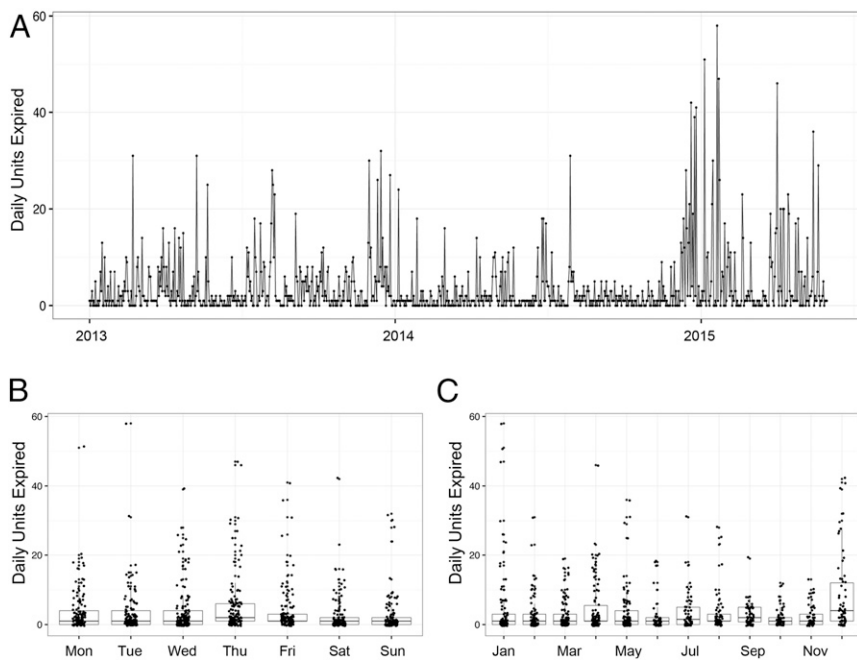 A
Daily Units Expired
60
40
20
0
2013 2014 2015
B
Daily Units Expired
60
40
20
0
Mon Tue Wed Thu Fri Sat Sun
C
Daily Units Expired
60
40
20
0
Jan Mar May Jul Sep Nov